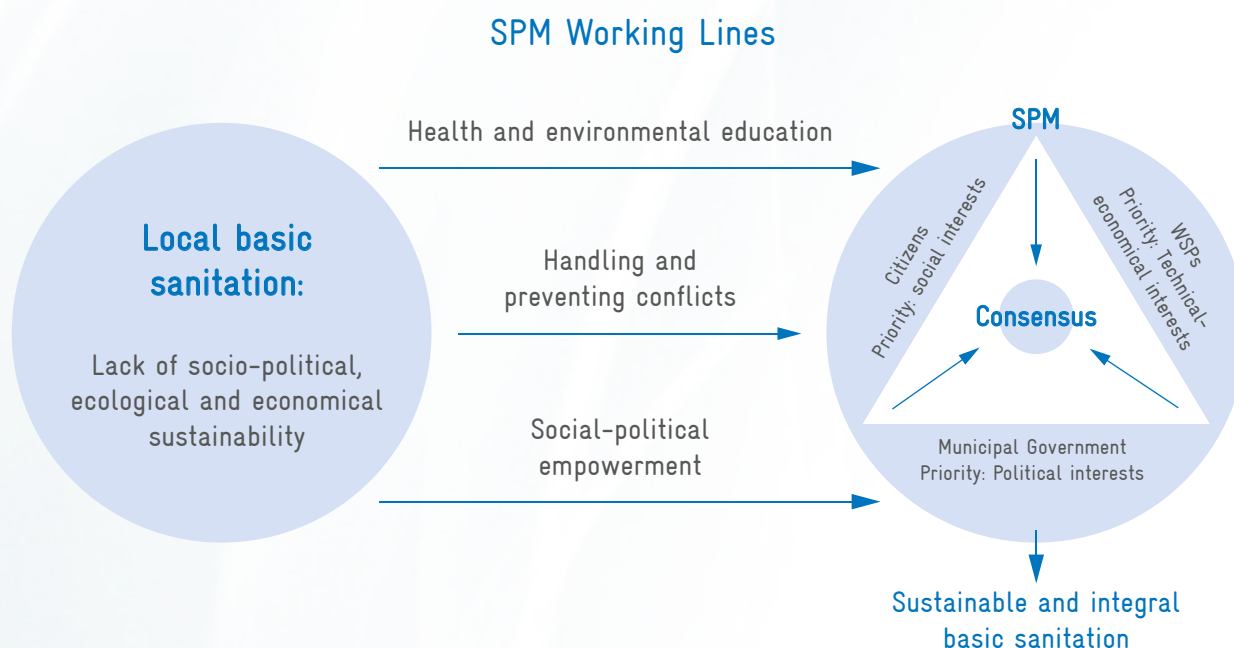 SPM Working Lines
Local basic
sanitation:
Lack of socio-political,
ecological and economical
sustainability
Health and environmental education
Handling and
preventing conflicts
Social-political
empowerment
SPM
Citizens
Priority: social interests
WSPs
Priority: Technical-
economical interests
Consensus
Municipal Government
Priority: Political interests
Sustainable and integral
basic sanitation